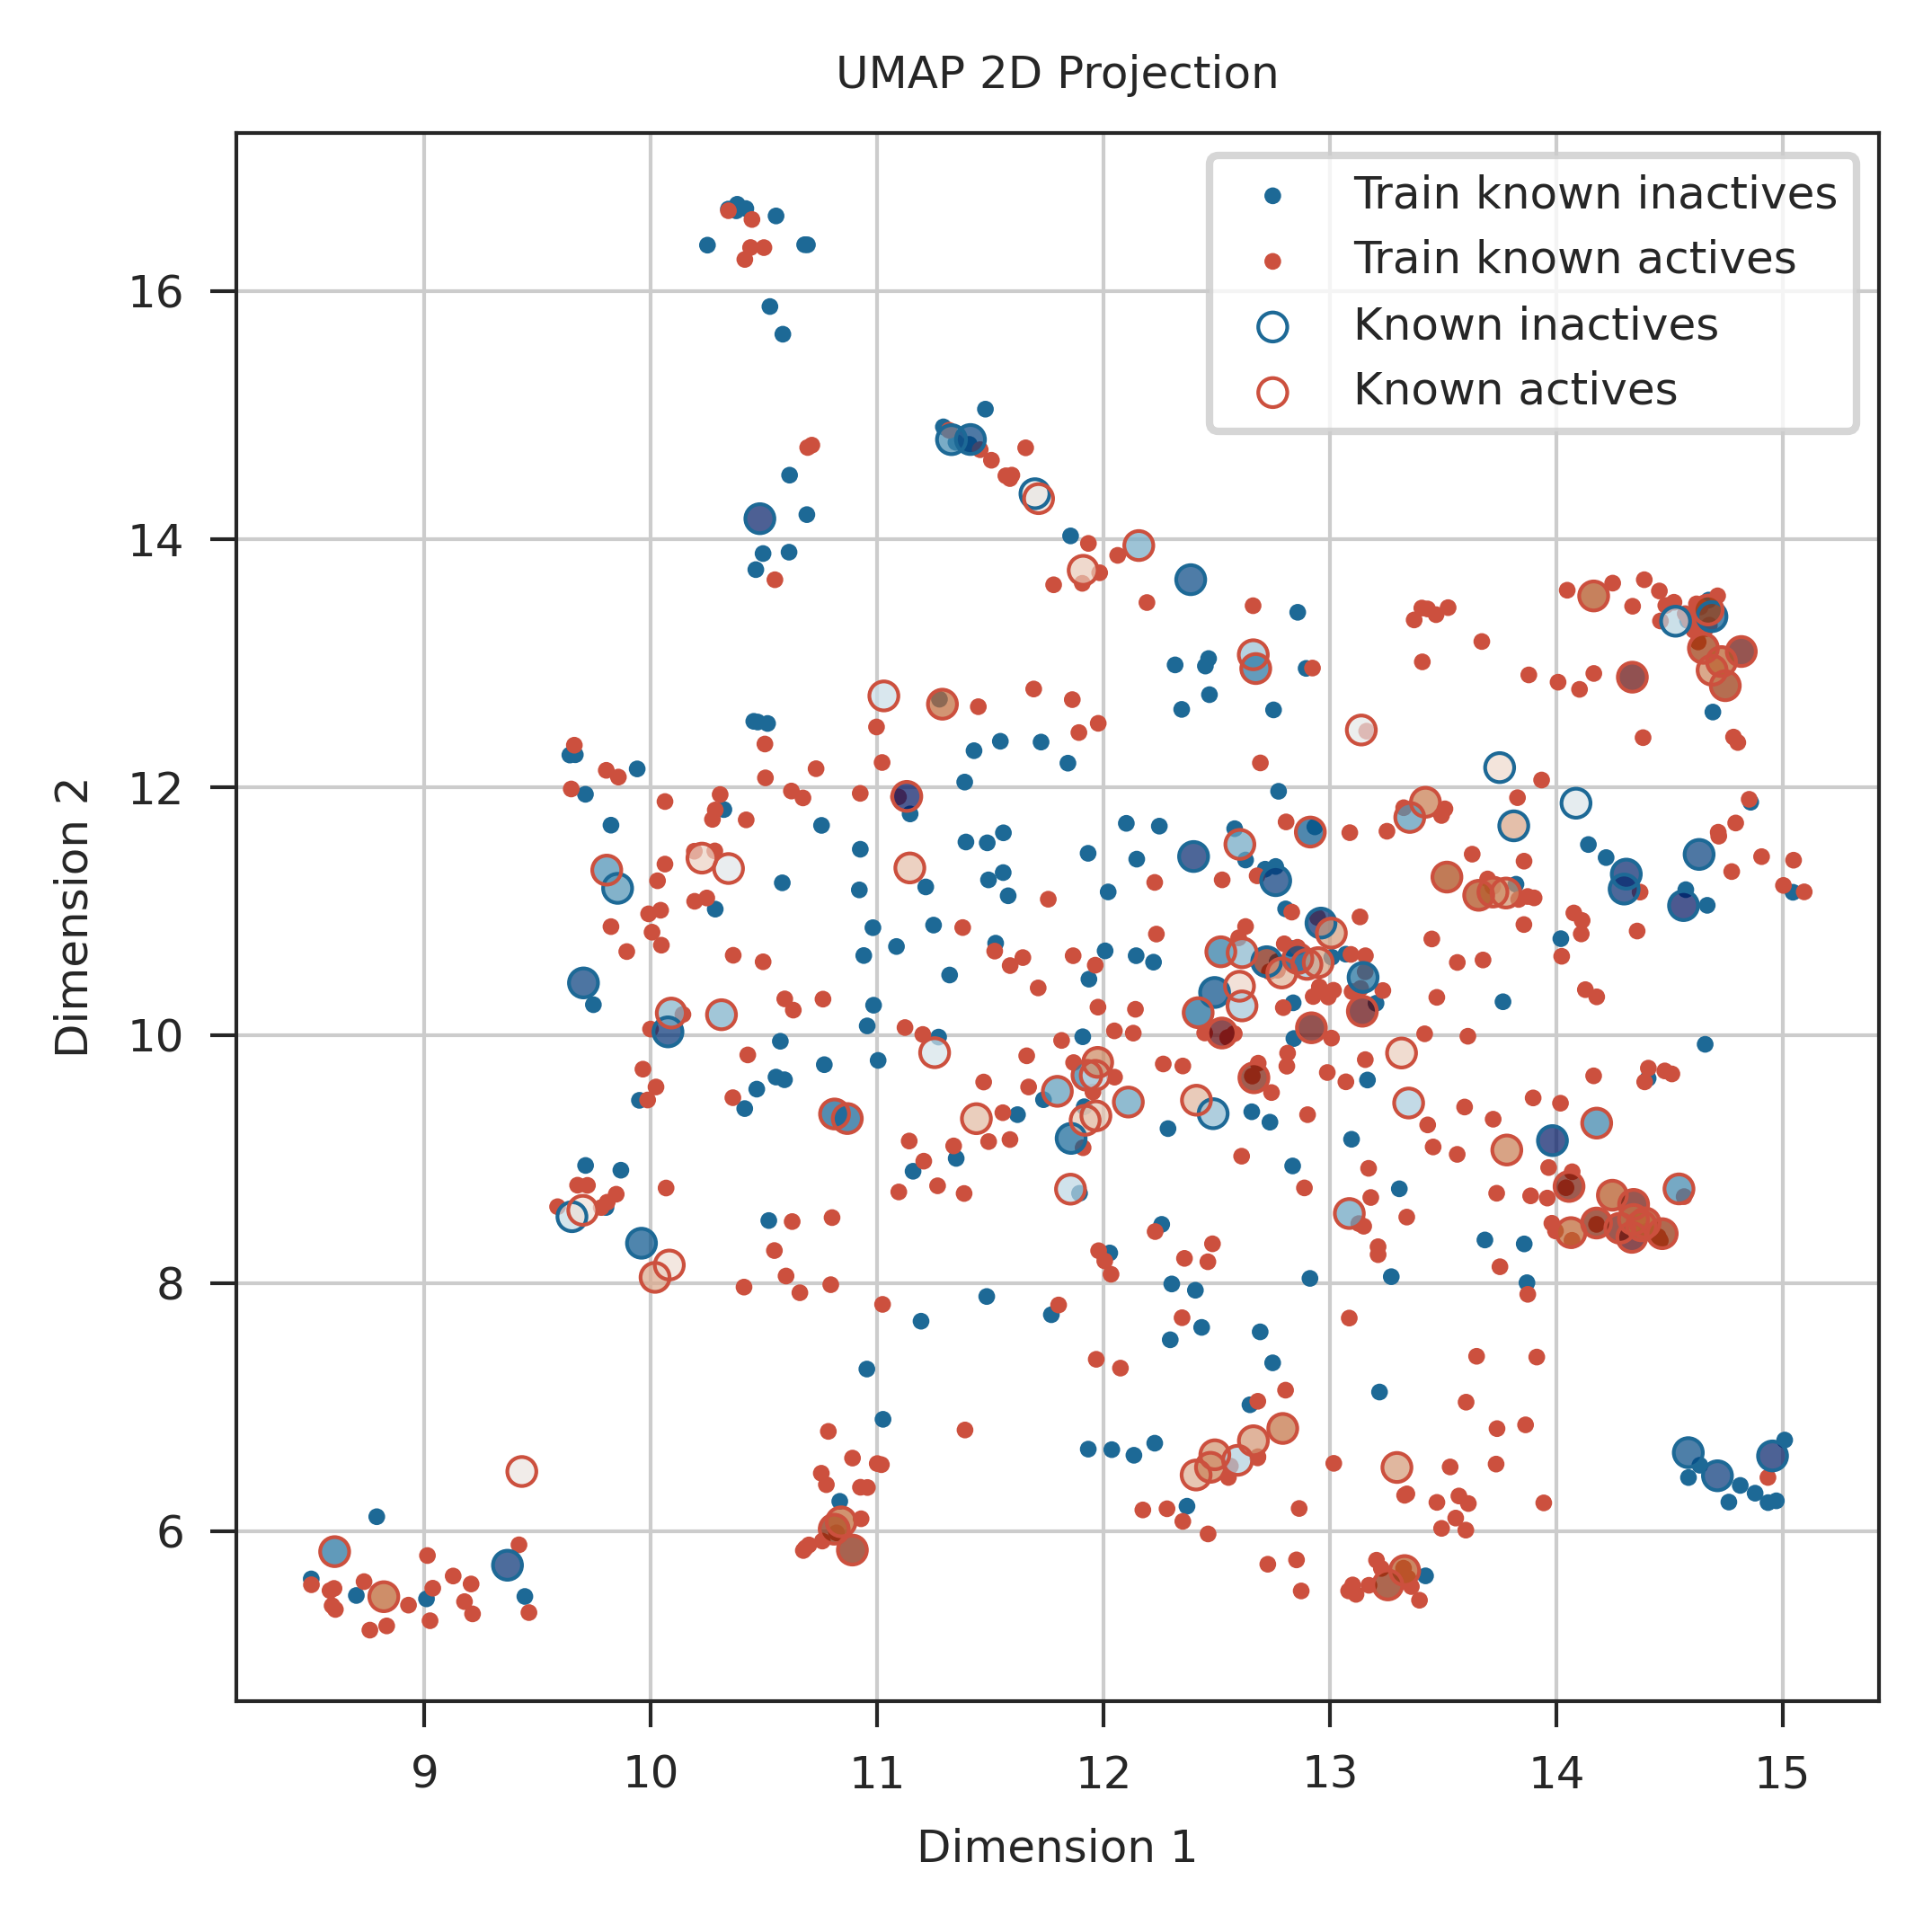 UMAP 2D Projection
Train known inactives
Train known actives
Known inactives
Known actives
16
14
12
10
8
6
Dimension 2
9 10 11 12 13 14 15
Dimension 1